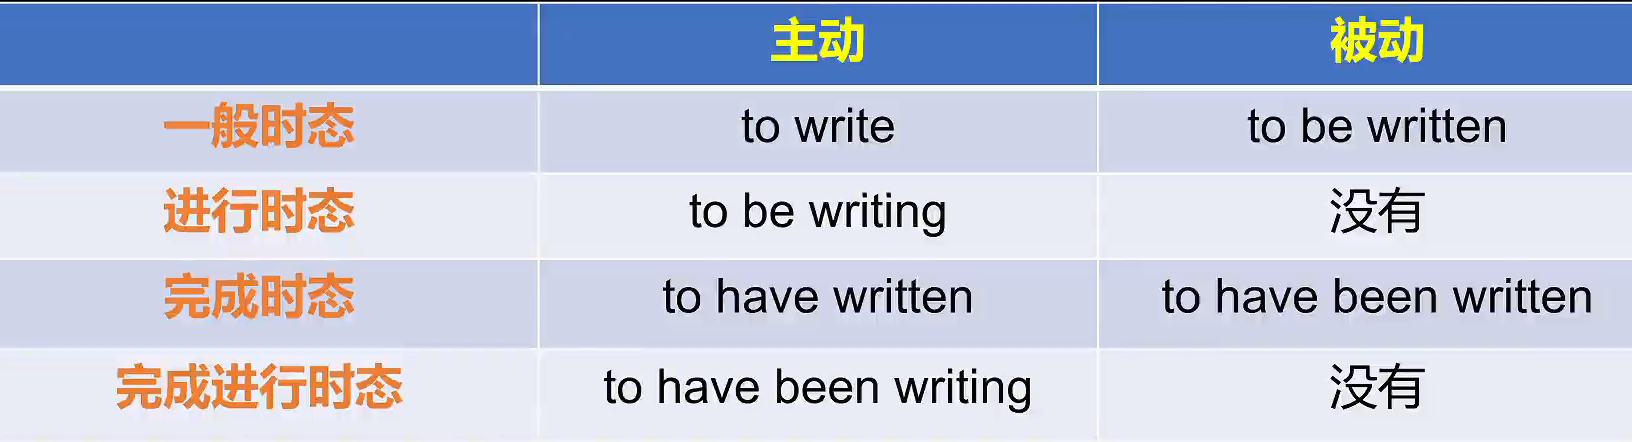 主动 被动
一般时态 to write to be written
进行时态 to be writing 没有
完成时态 to have written to have been written
完成进行时态 to have been writing 没有